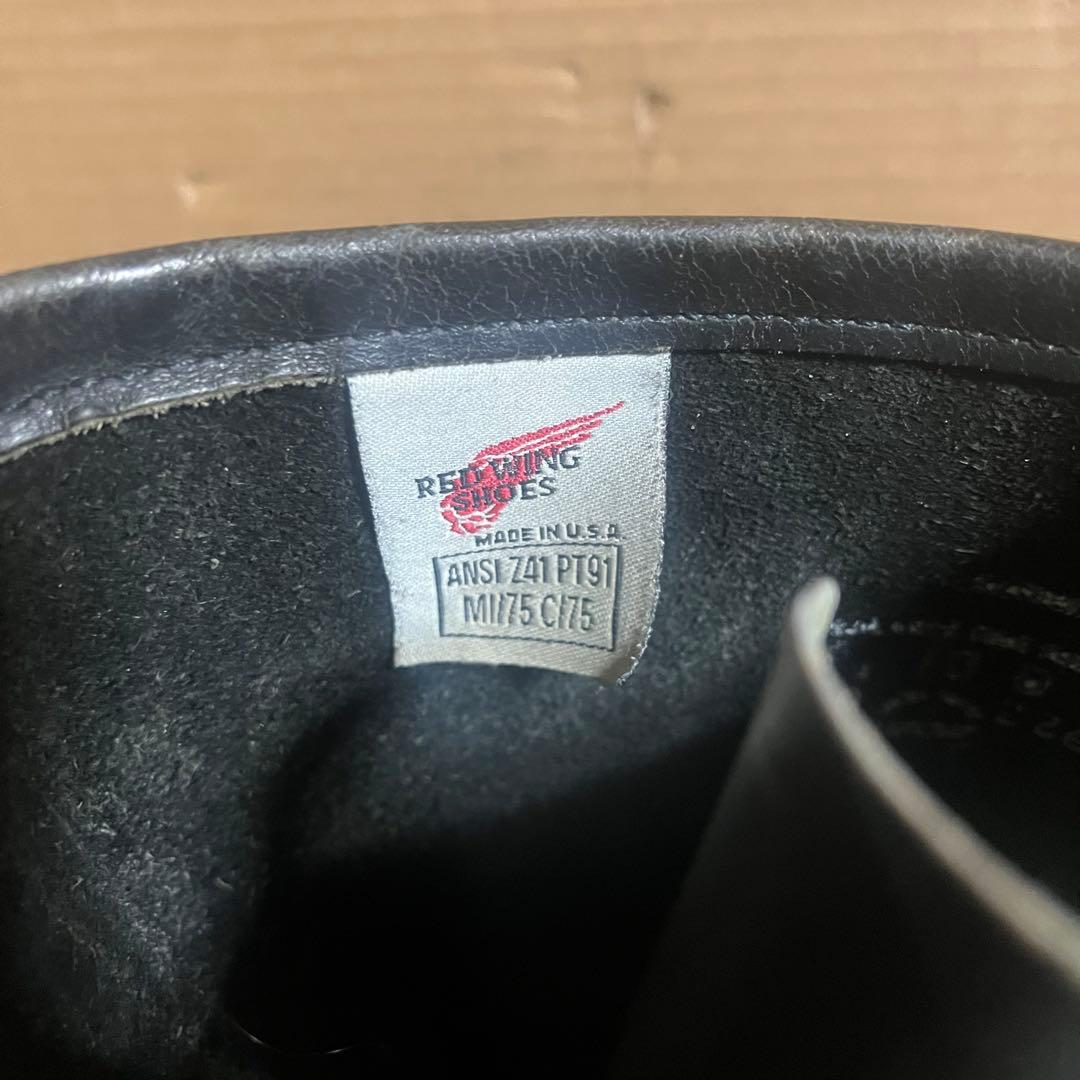 RED WING
SHOES
MADE IN U.S.A.
ANSI Z41 PT91
MI/75 C/75